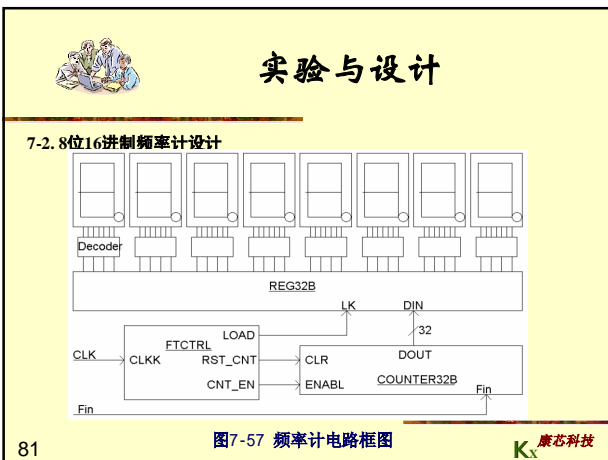 实验与设计
7-2. 8位16进制频率计设计
Decoder
REG32B
LK DIN
32
LOAD
FTCTRL
CLK CLKK RST_CNT CLR DOUT
CNT_EN ENABL COUNTER32B
Fin
Fin
图7-57 频率计电路框图
81
KX康芯科技